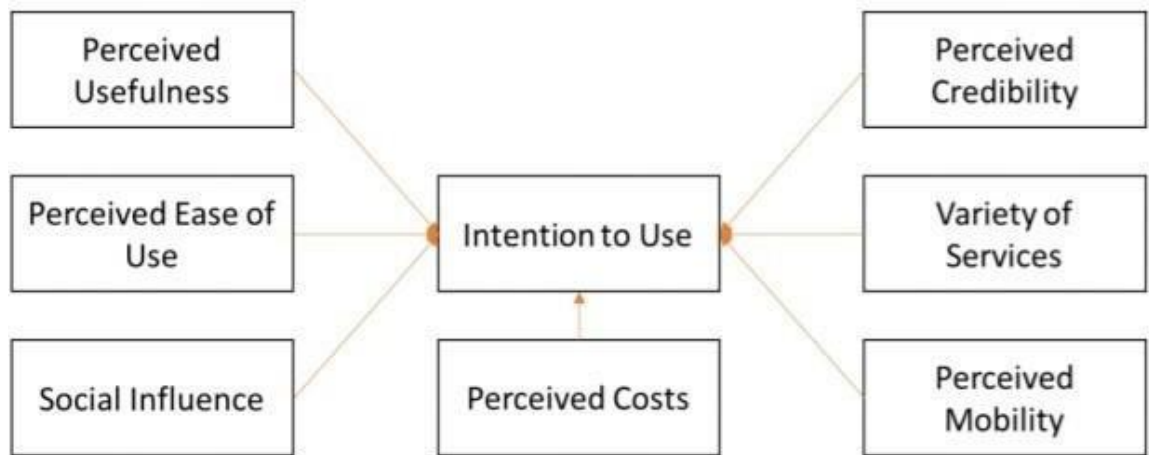 Perceived
Usefulness
Perceived
Credibility
Perceived Ease of
Use
Intention to Use
Variety of
Services
Social Influence
Perceived Costs
Perceived
Mobility